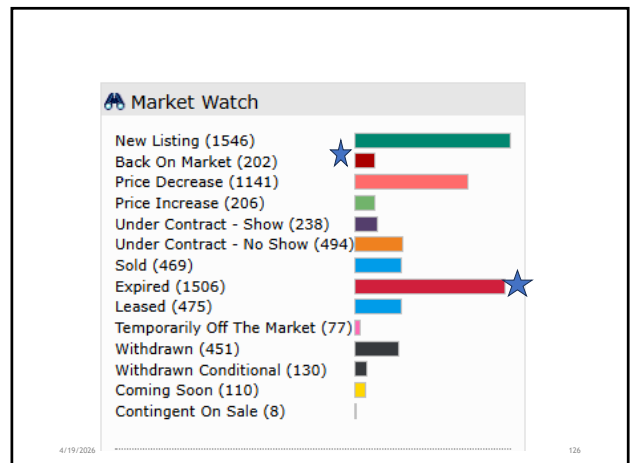 Market Watch
New Listing (1546)
Back On Market (202)
Price Decrease (1141)
Price Increase (206)
Under Contract - Show (238)
Under Contract - No Show (494)
Sold (469)
Expired (1506)
Leased (475)
Temporarily Off The Market (77)
Withdrawn (451)
Withdrawn Conditional (130)
Coming Soon (110)
Contingent On Sale (8)
4/19/2026
126